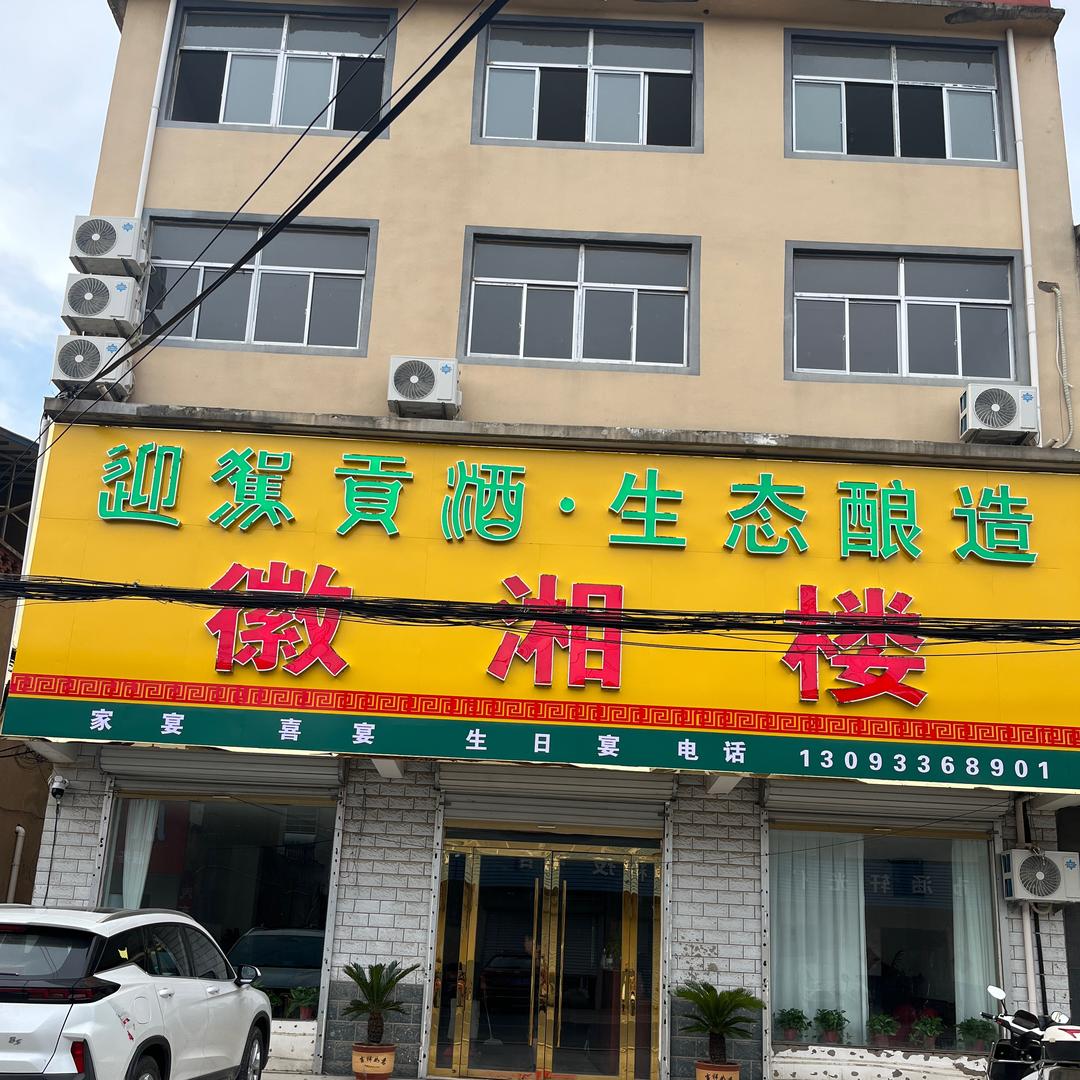 迎驾贡酒·生态酿造
徽湘楼
家宴 喜宴 生日宴 电话 13093368901